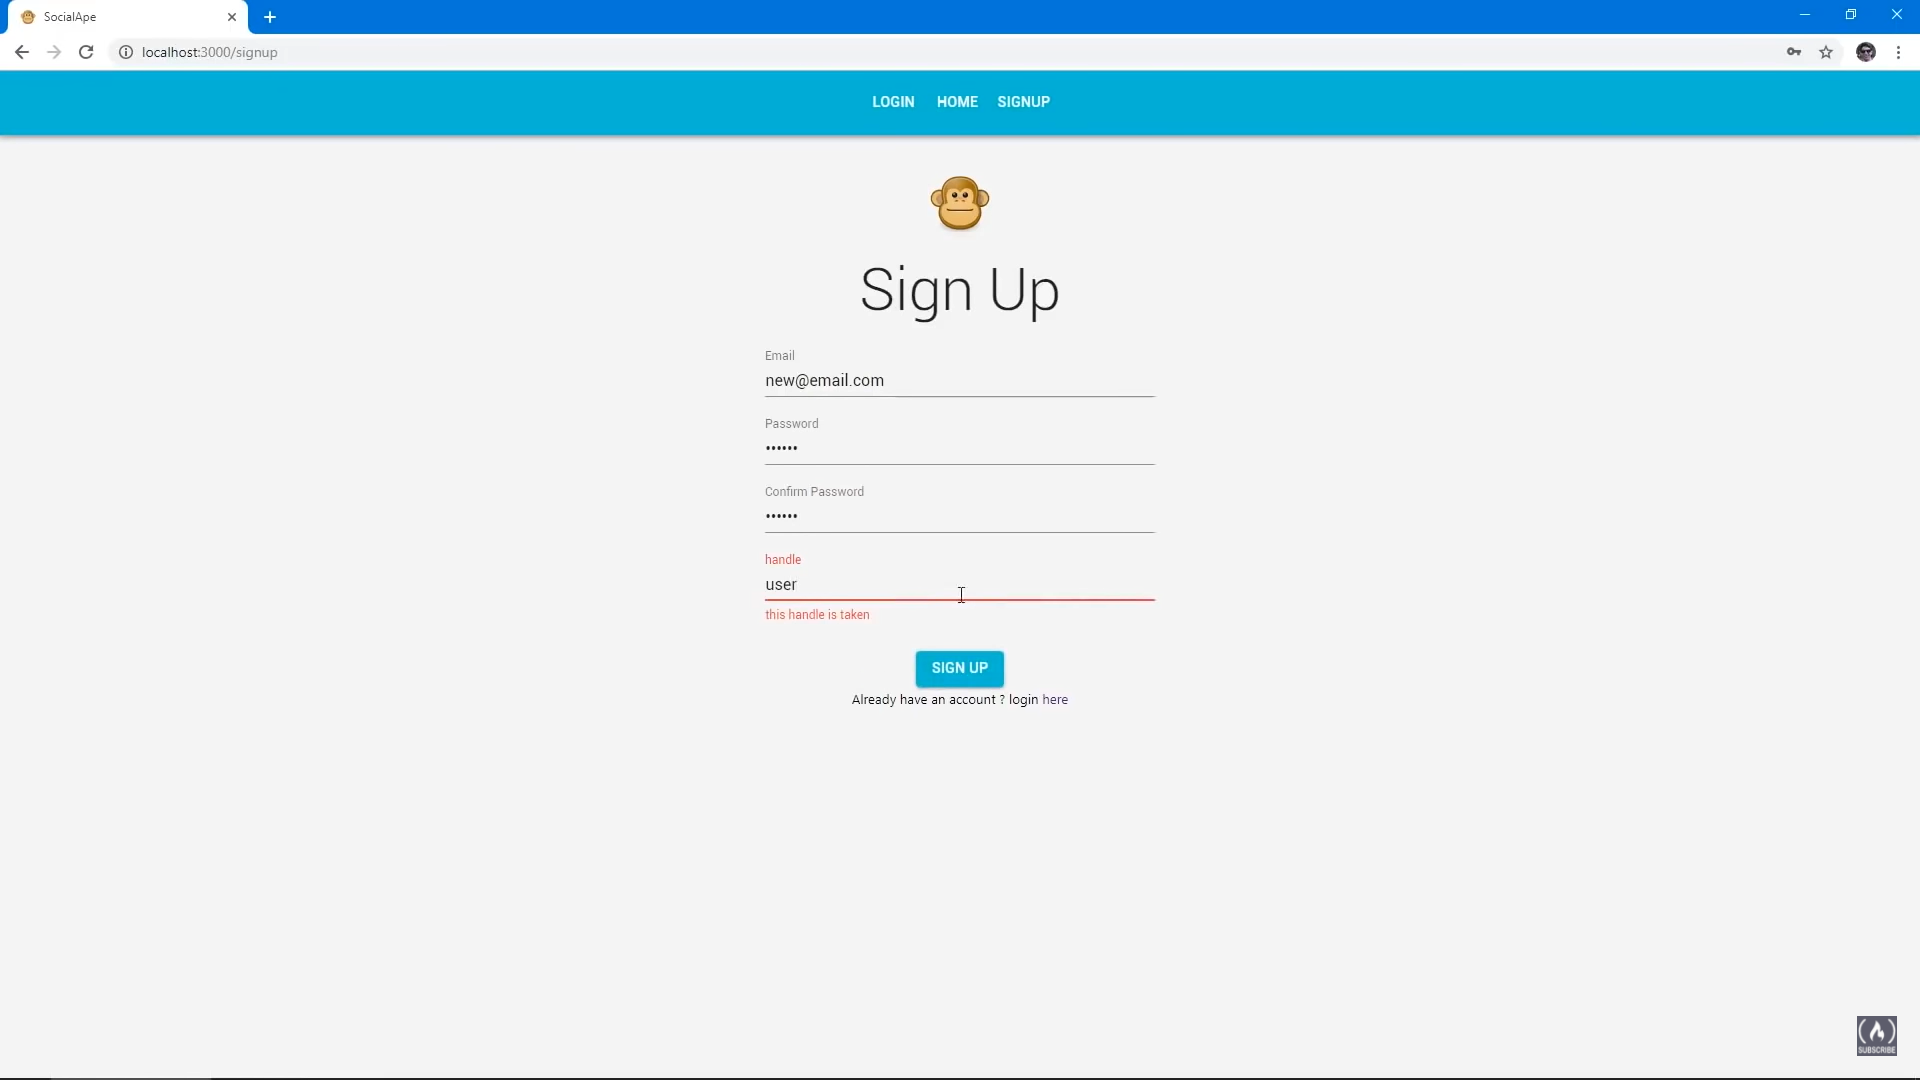 SocialApe
localhost:3000/signup
LOGIN HOME SIGNUP
Sign Up
Email
new@email.com
Password
••••••
Confirm Password
••••••
handle
user
this handle is taken
SIGN UP
Already have an account ? login here
SUBSCRIBE